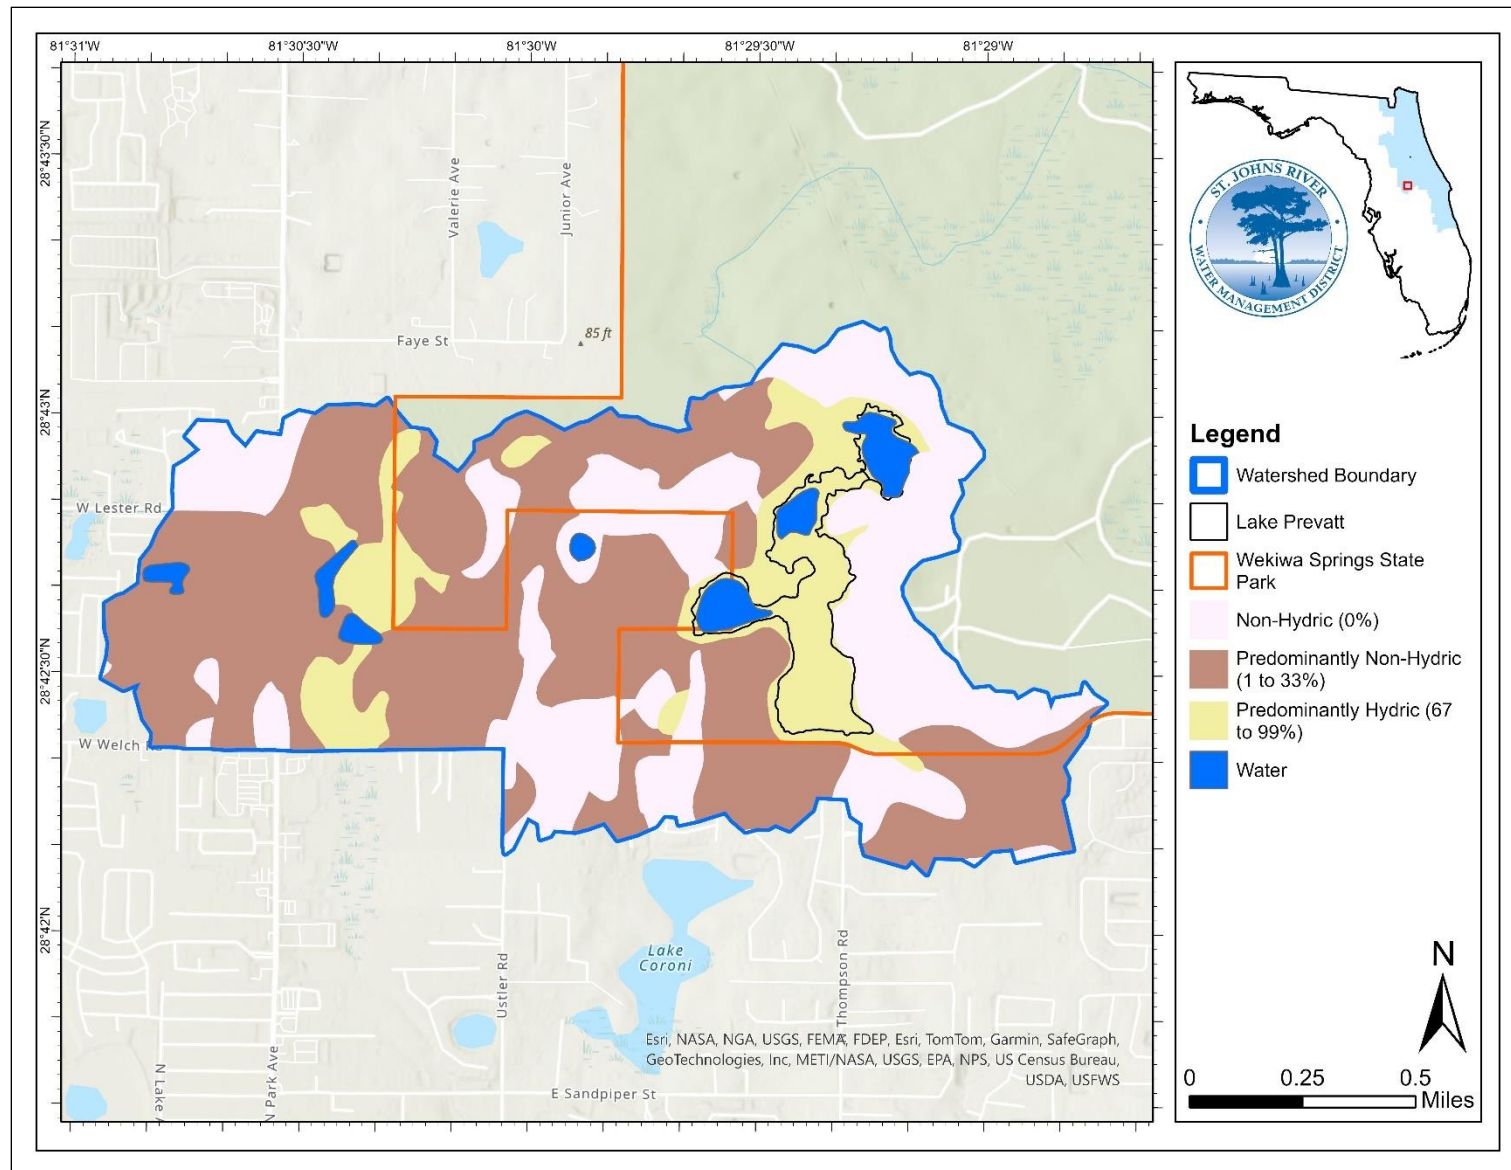 81°31'W
81°30'30"W
81°30'W
81°29'30"W
81°29'W
28°43'30"N
28°43'N
28°42'30"N
28°42'N
Valerie Ave
Junior Ave
Faye St
85 ft
W Lester Rd
W Welch Rd
Lake
Coroni
Ustler Rd
Thompson Rd
N Park Ave
N Lake
E Sandpiper St
Esri, NASA, NGA, USGS, FEMA, FDEP, Esri, TomTom, Garmin, SafeGraph,
GeoTechnologies, Inc, METI/NASA, USGS, EPA, NPS, US Census Bureau,
USDA, USFWS
ST. JOHNS RIVER
WATER MANAGEMENT DISTRICT
Legend
Watershed Boundary
Lake Prevatt
Wekiwa Springs State
Park
Non-Hydric (0%)
Predominantly Non-Hydric
(1 to 33%)
Predominantly Hydric (67
to 99%)
Water
N
0 0.25 0.5
Miles